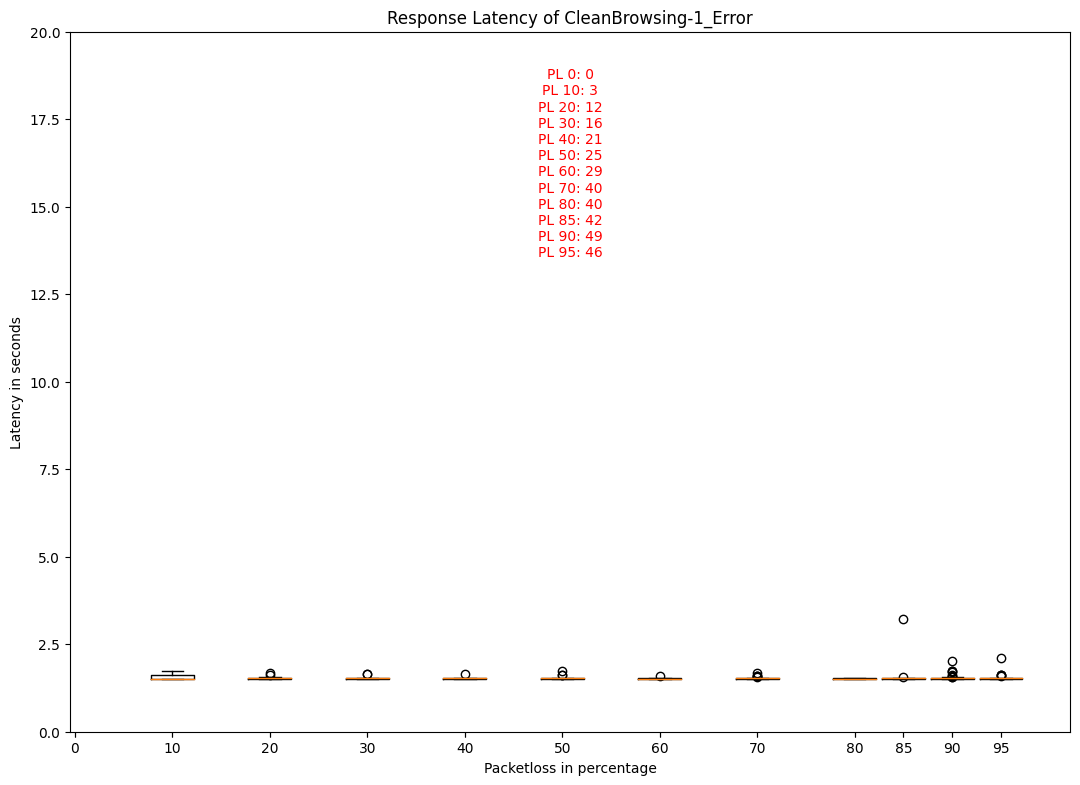 Response Latency of CleanBrowsing-1_Error
20.0
17.5
15.0
12.5
10.0
7.5
5.0
2.5
0.0
Latency in seconds
PL 0: 0
PL 10: 3
PL 20: 12
PL 30: 16
PL 40: 21
PL 50: 25
PL 60: 29
PL 70: 40
PL 80: 40
PL 85: 42
PL 90: 49
PL 95: 46
0 10 20 30 40 50 60 70 80 85 90 95
Packetloss in percentage